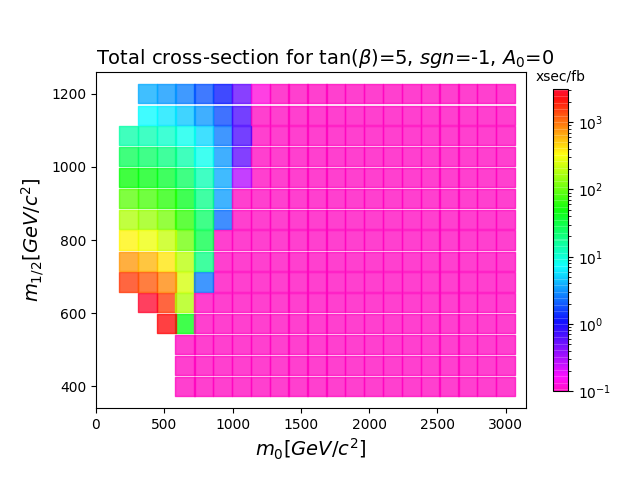 Total cross-section for tan(β)=5, sgn=-1, A₀=0
xsec/fb
m₁/₂[GeV/c²]
1200
1000
800
600
400
0 500 1000 1500 2000 2500 3000
m₀[GeV/c²]
10³
10²
10¹
10⁰
10⁻¹